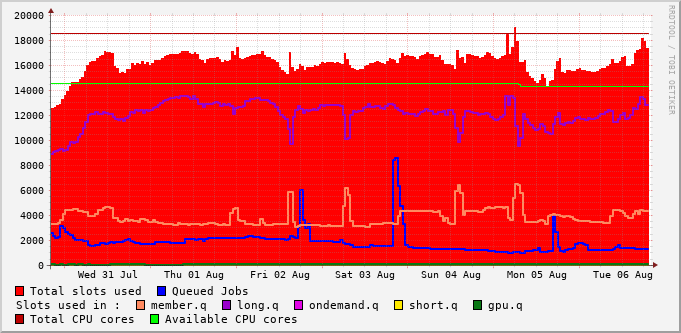 20000
18000
16000
14000
12000
10000
8000
6000
4000
2000
0
Wed 31 Jul Thu 01 Aug Fri 02 Aug Sat 03 Aug Sun 04 Aug Mon 05 Aug Tue 06 Aug
Total slots used Queued Jobs
Slots used in : member.q long.q ondemand.q short.q gpu.q
Total CPU cores Available CPU cores
RRDTOOL / TOBI OETIKER